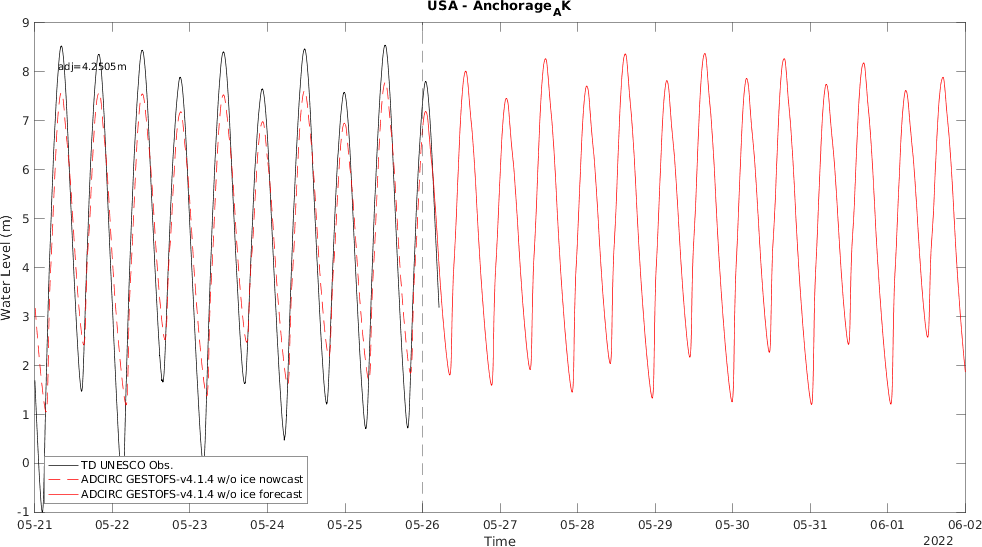 USA - Anchorage_AK
9
8
7
6
5
4
3
2
1
0
-1
adj=4.2505m
Water Level (m)
TD UNESCO Obs.
ADCIRC GESTOFS-v4.1.4 w/o ice nowcast
ADCIRC GESTOFS-v4.1.4 w/o ice forecast
05-21 05-22 05-23 05-24 05-25 05-26 05-27 05-28 05-29 05-30 05-31 06-01 06-02
Time
2022